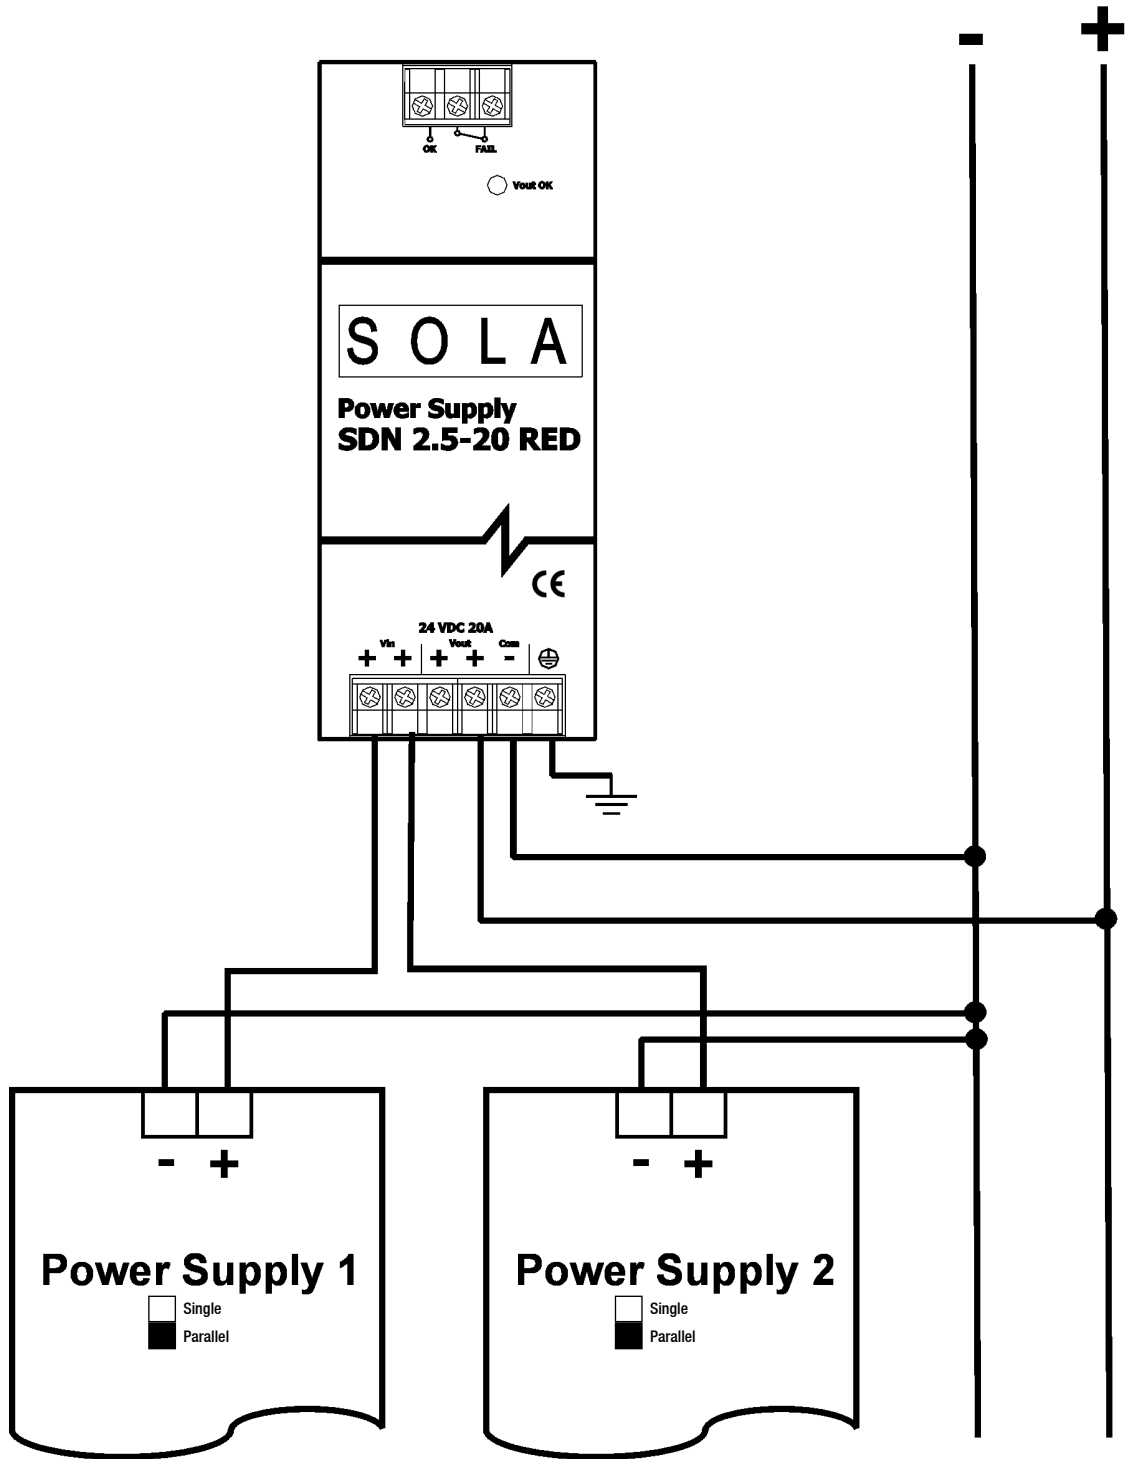 - +
OK FAIL
Vout OK
S O L A
Power Supply
SDN 2.5-20 RED
CE
24 VDC 20A
Vin Vout Com
+ + + + -
- +
- +
Power Supply 1
Single
Parallel
Power Supply 2
Single
Parallel